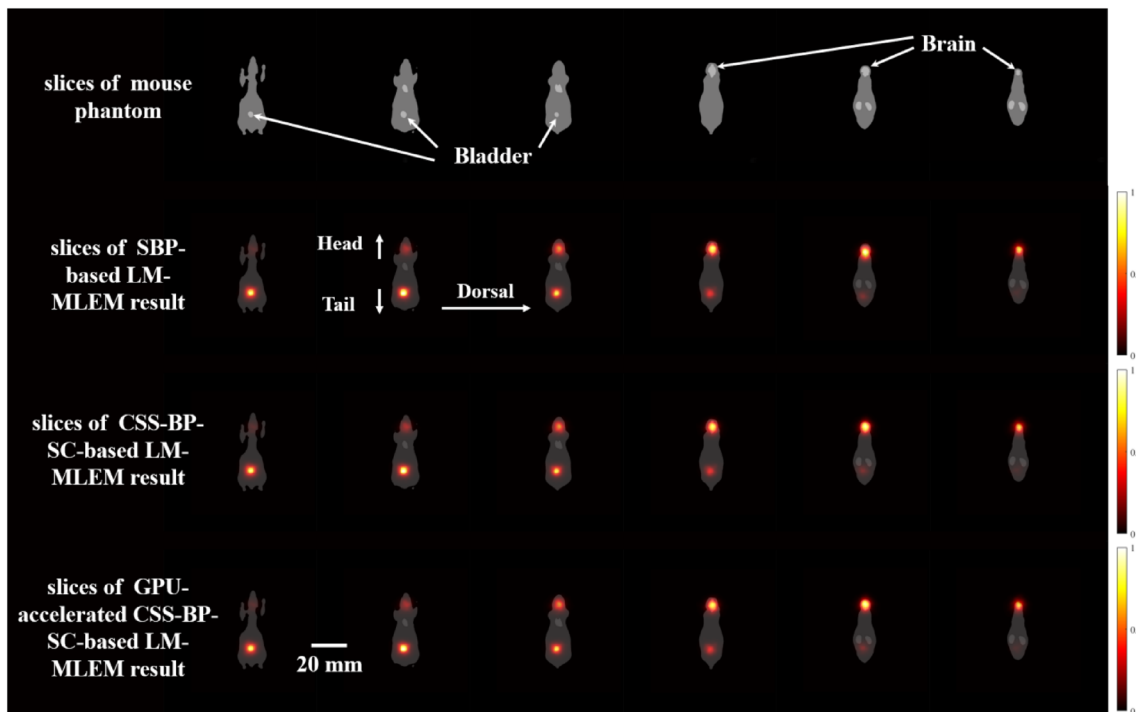 Brain
slices of mouse
phantom
Bladder
1
slices of SBP-
based LM-
MLEM result
Head
Tail
Dorsal
0.
0
1
slices of CSS-BP-
SC-based LM-
MLEM result
0.
0
1
slices of GPU-
accelerated CSS-BP-
SC-based LM-
MLEM result
20 mm
0.
0